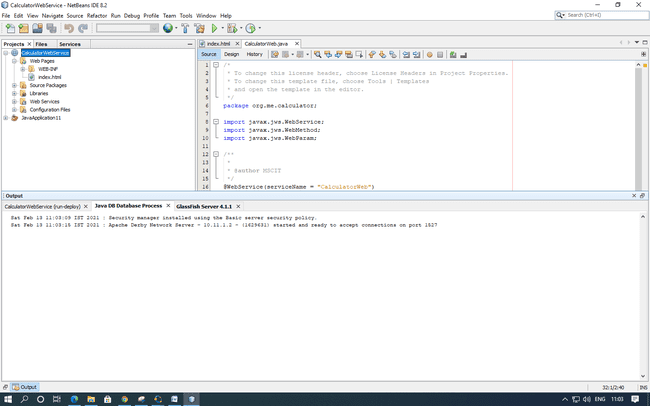 CalculatorWebService - NetBeans IDE 8.2
File Edit View Navigate Source Refactor Run Debug Profile Team Tools Window Help
Search (Ctrl+I)
Projects Files Services
index.html CalculatorWeb.java
Source Design History
CalculatorWebService
Web Pages
WEB-INF
index.html
Source Packages
Libraries
Web Services
Configuration Files
JavaApplication11
1 /*
2 * To change this license header, choose License Headers in Project Properties.
3 * To change this template file, choose Tools | Templates
4 * and open the template in the editor.
5 */
6 package org.me.calculator;
7
8 import javax.jws.WebService;
9 import javax.jws.WebMethod;
10 import javax.jws.WebParam;
11
12 /**
13 *
14 * @author MSCIT
15 */
16 @WebService(serviceName = "CalculatorWeb")
Output
CalculatorWebService (run-deploy) Java DB Database Process GlassFish Server 4.1.1
Sat Feb 13 11:03:09 IST 2021 : Security manager installed using the Basic server security policy.
Sat Feb 13 11:03:15 IST 2021 : Apache Derby Network Server - 10.11.1.2 - (1629631) started and ready to accept connections on port 1527
Output
32:1/2:40 INS
ENG 11:03